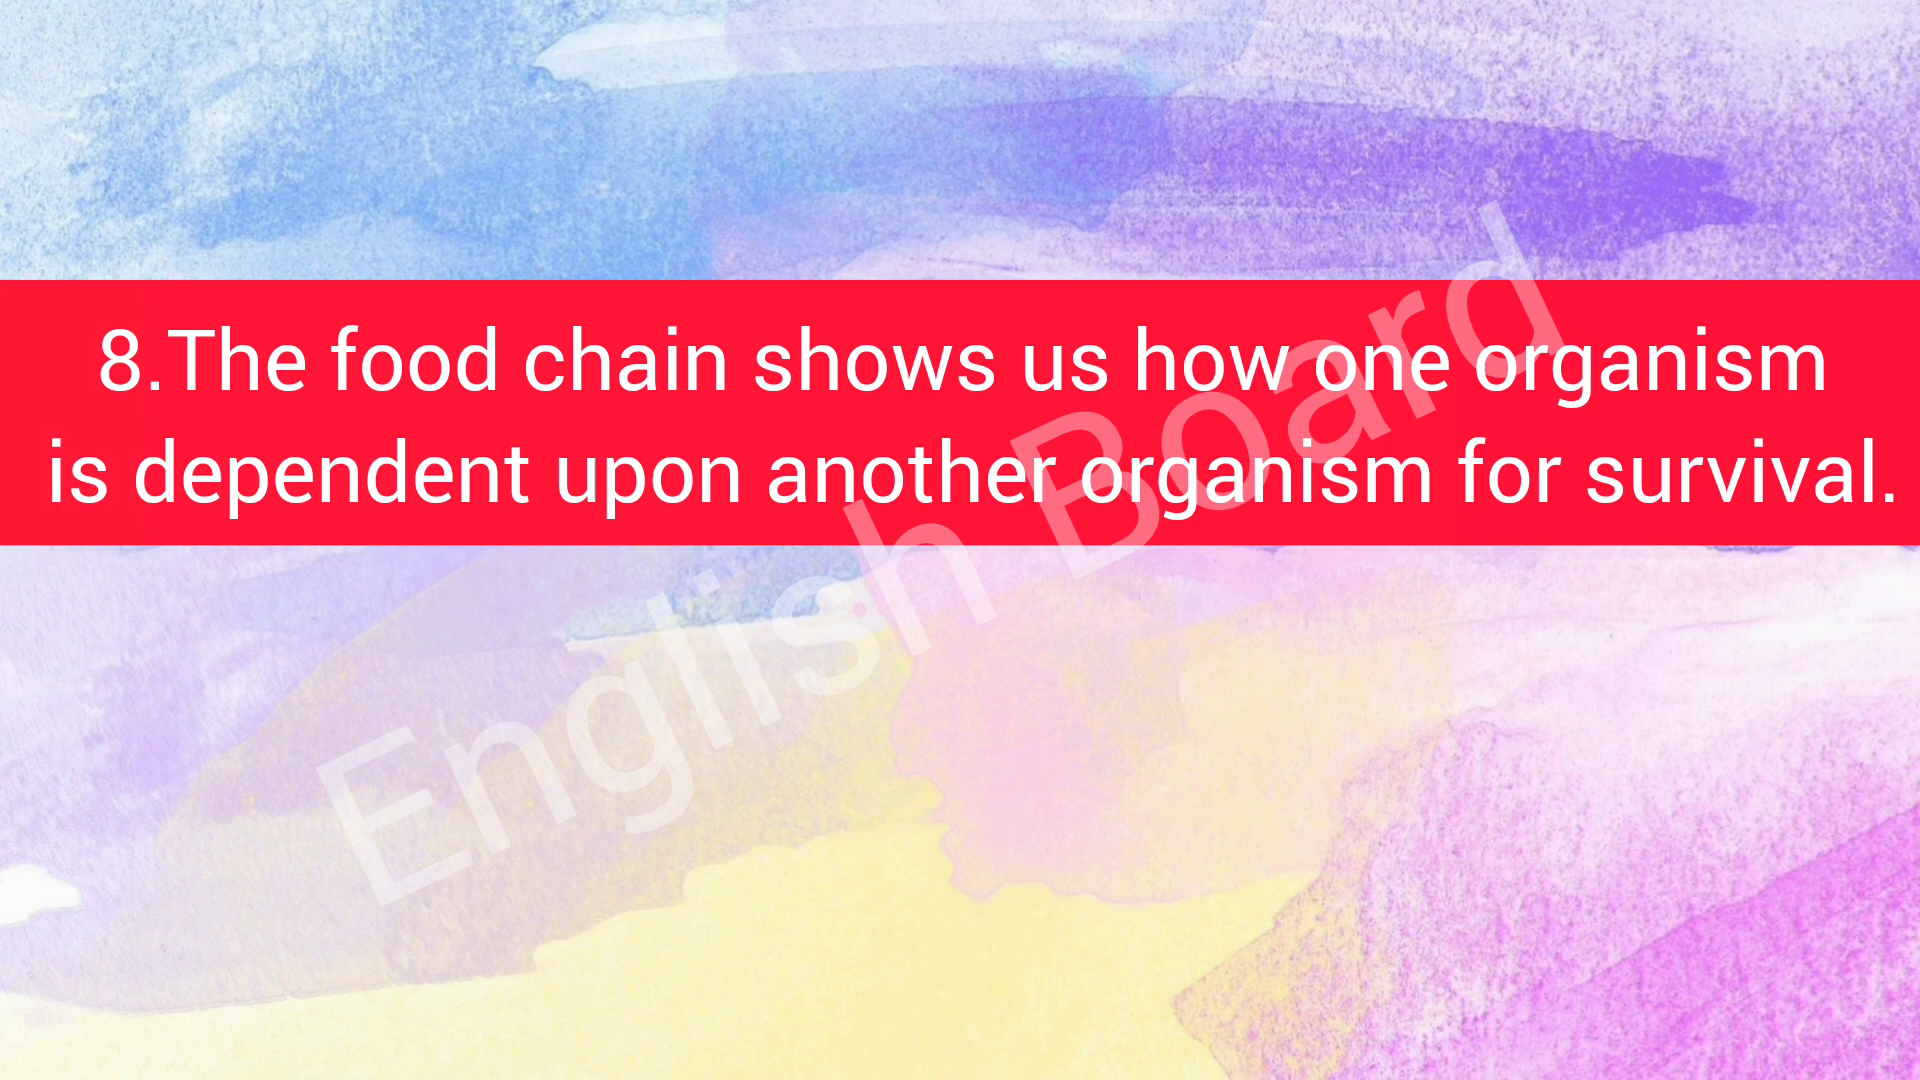 8.The food chain shows us how one organism
is dependent upon another organism for survival.
English Board